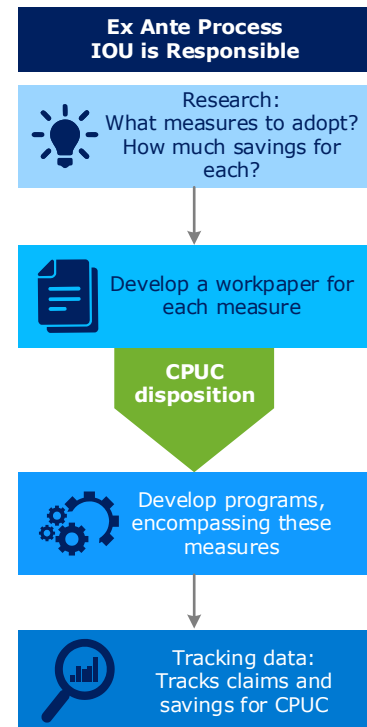 Ex Ante Process
IOU is Responsible
Research:
What measures to adopt?
How much savings for
each?
Develop a workpaper for
each measure
CPUC
disposition
Develop programs,
encompassing these
measures
Tracking data:
Tracks claims and
savings for CPUC